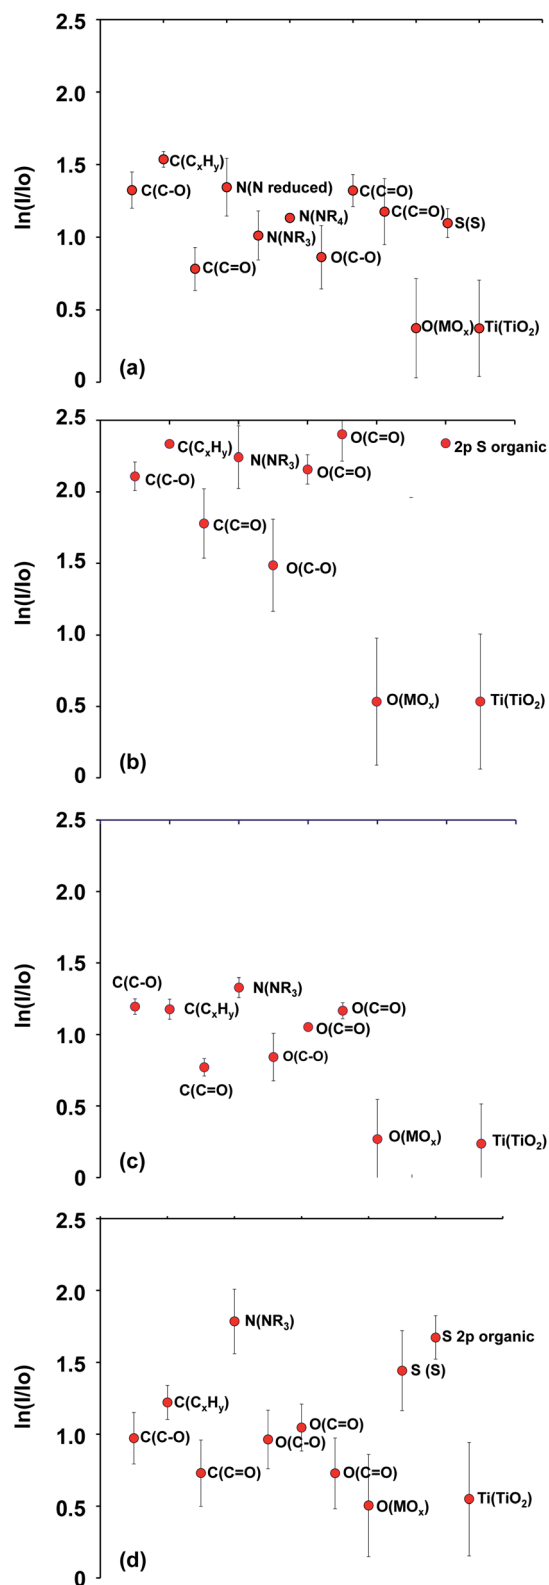 2.5
2.0
1.5
1.0
0.5
0
ln(I/Io)
C(C-O)
C(CxHy)
C(C=O)
N(N reduced)
N(NR3)
N(NR4)
O(C-O)
C(C=O)
C(C=O)
O(MOx)
S(S)
Ti(TiO2)
(a)
2.5
2.0
1.5
1.0
0.5
0
ln(I/Io)
C(C-O)
C(CxHy)
C(C=O)
N(NR3)
O(C-O)
O(C=O)
O(C=O)
O(MOx)
2p S organic
Ti(TiO2)
(b)
2.5
2.0
1.5
1.0
0.5
0
ln(I/Io)
C(C-O)
C(CxHy)
C(C=O)
N(NR3)
O(C-O)
O(C=O)
O(C=O)
O(MOx)
Ti(TiO2)
(c)
2.5
2.0
1.5
1.0
0.5
0
ln(I/Io)
C(C-O)
C(CxHy)
C(C=O)
N(NR3)
O(C-O)
O(C=O)
O(C=O)
O(MOx)
S (S)
S 2p organic
Ti(TiO2)
(d)